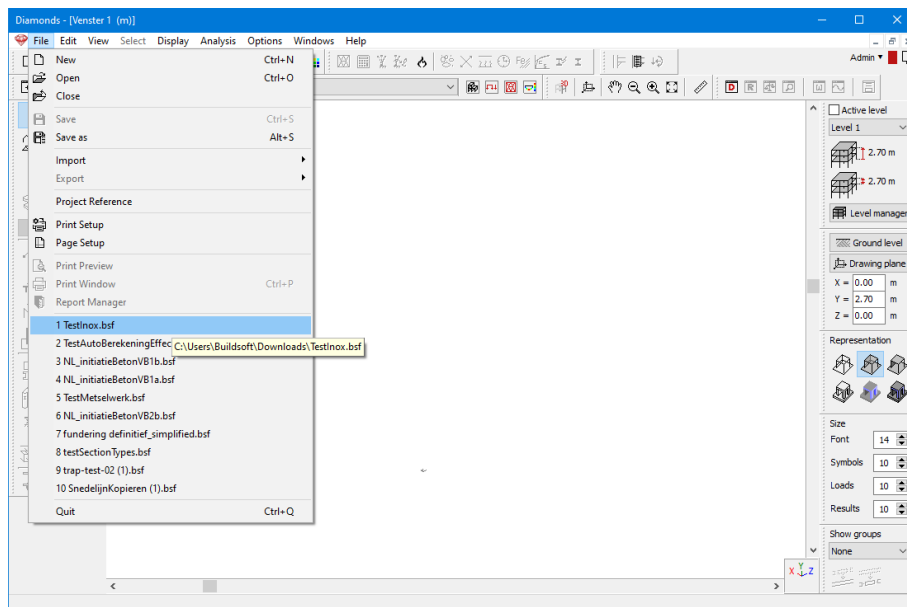 Diamonds - [Venster 1 (m)]
File Edit View Select Display Analysis Options Windows Help
Admin
New Ctrl+N
Open Ctrl+O
Close
Save Ctrl+S
Save as Alt+S
Import
Export
Project Reference
Print Setup
Page Setup
Print Preview
Print Window Ctrl+P
Report Manager
1 TestInox.bsf
2 TestAutoBerekeningEffec
C:\Users\Buildsoft\Downloads\TestInox.bsf
3 NL_initiatieBetonVB1b.bsf
4 NL_initiatieBetonVB1a.bsf
5 TestMetselwerk.bsf
6 NL_initiatieBetonVB2b.bsf
7 fundering definitief_simplified.bsf
8 testSectionTypes.bsf
9 trap-test-02 (1).bsf
10 SnedelijnKopieren (1).bsf
Quit Ctrl+Q
Active level
Level 1
2.70 m
2.70 m
Level manager
Ground level
Drawing plane
X = 0.00 m
Y = 2.70 m
Z = 0.00 m
Representation
Size
Font 14
Symbols 10
Loads 10
Results 10
Show groups
None
X Y Z